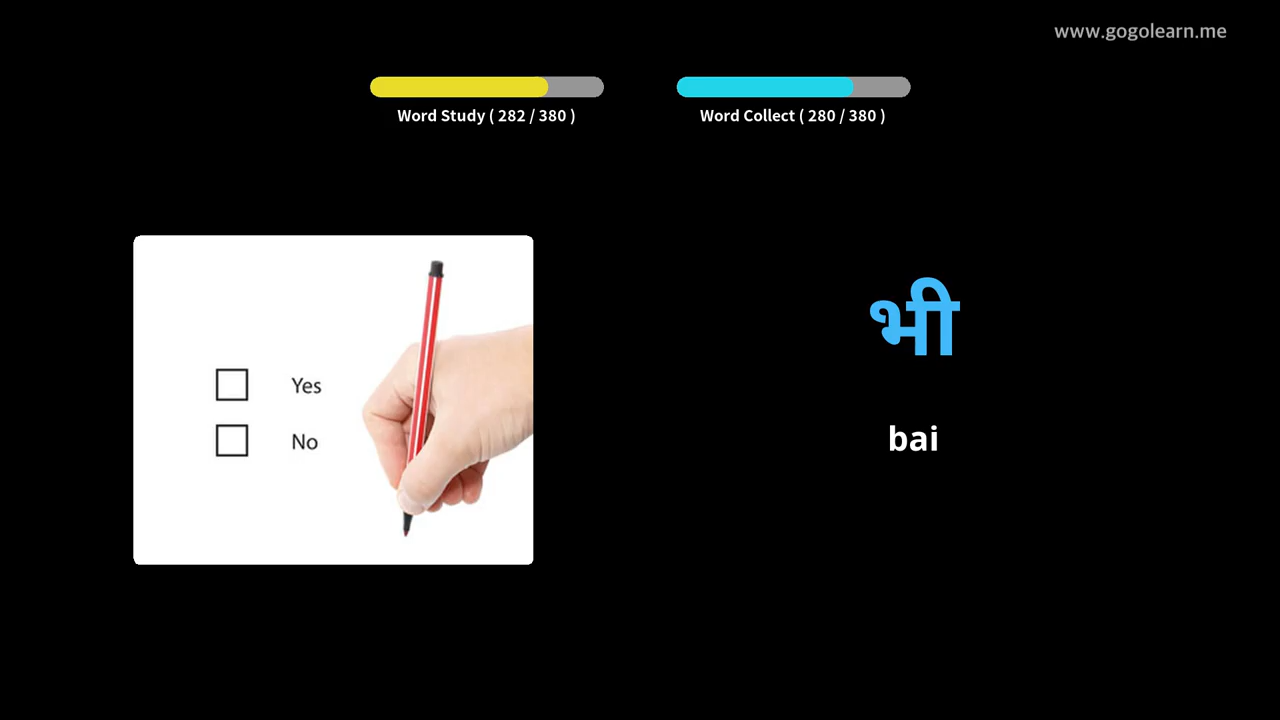 www.gogolearn.me
Word Study ( 282 / 380 )
Word Collect ( 280 / 380 )
Yes
No
भी
bai